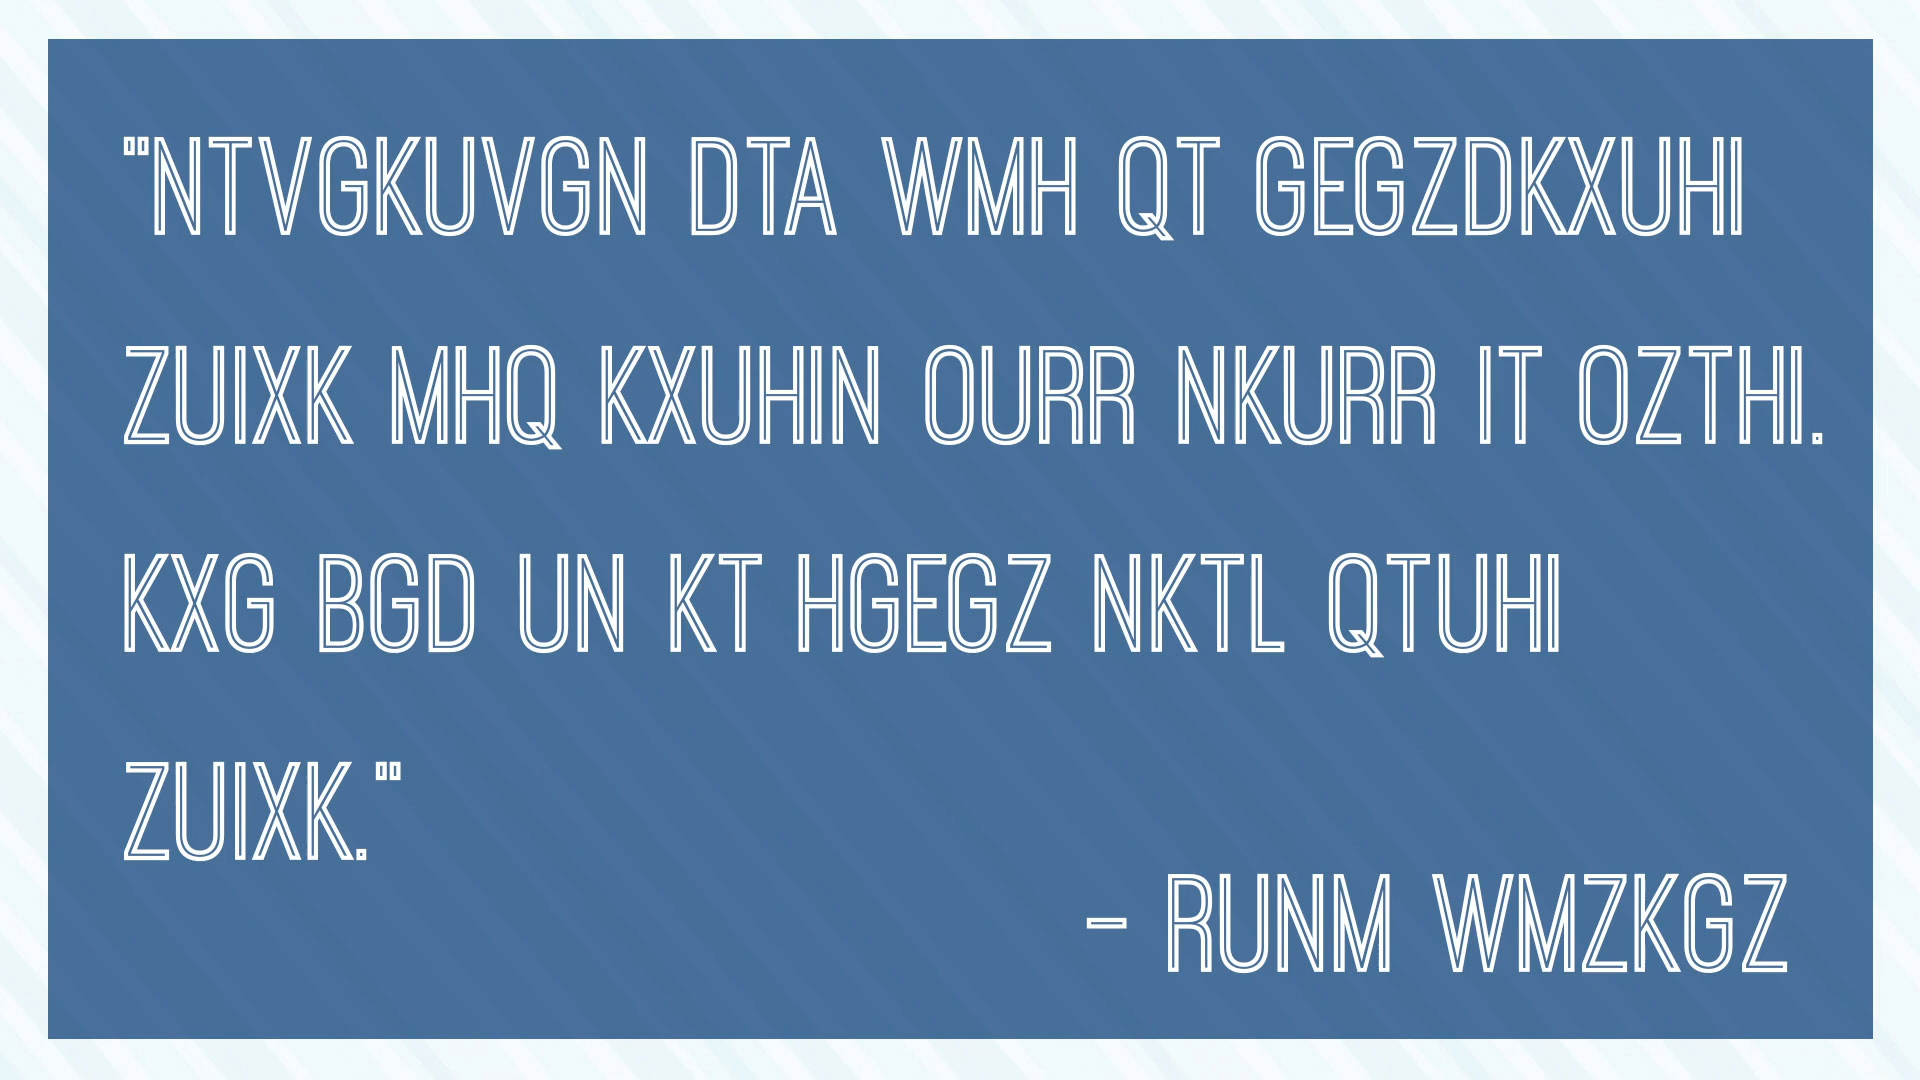 "NTVGKUVGN DTA WMH QT GEGZDKXUHI
ZUIXK MHQ KXUHIN OURR NKURR IT OZTHI.
KXG BGD UN KT HGEGZ NKTL QTUHI
ZUIXK."
- RUNM WMZKGZ